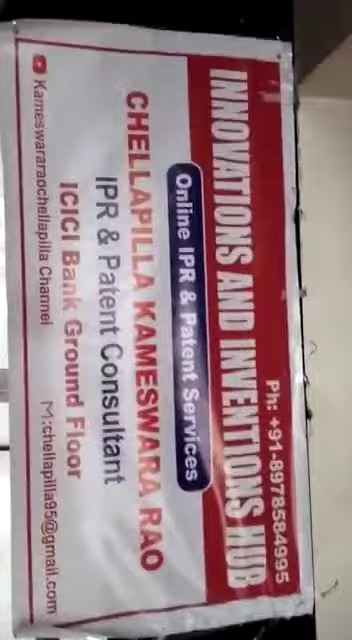 Ph: +91-8978584995
INNOVATIONS AND INVENTIONS HUB
Online IPR & Patent Services
CHELLAPILLA KAMESWARA RAO
IPR & Patent Consultant
ICICI Bank Ground Floor
Kameswararaochellapilla Channel M:chellapilla95@gmail.com